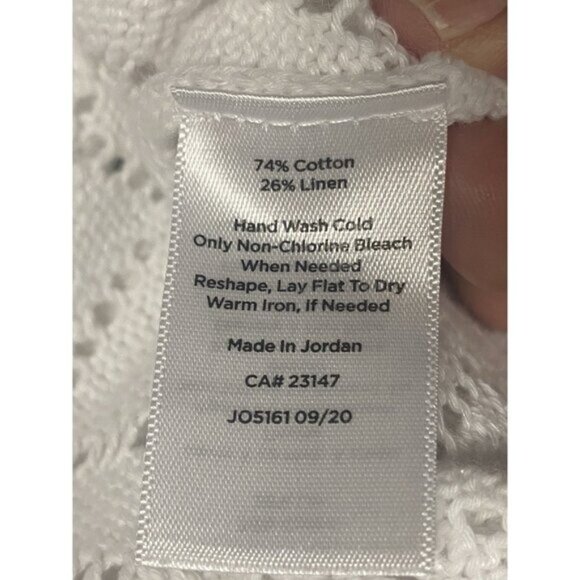 74% Cotton
26% Linen
Hand Wash Cold
Only Non-Chlorine Bleach
When Needed
Reshape, Lay Flat To Dry
Warm Iron, If Needed
Made In Jordan
CA# 23147
JO5161 09/20